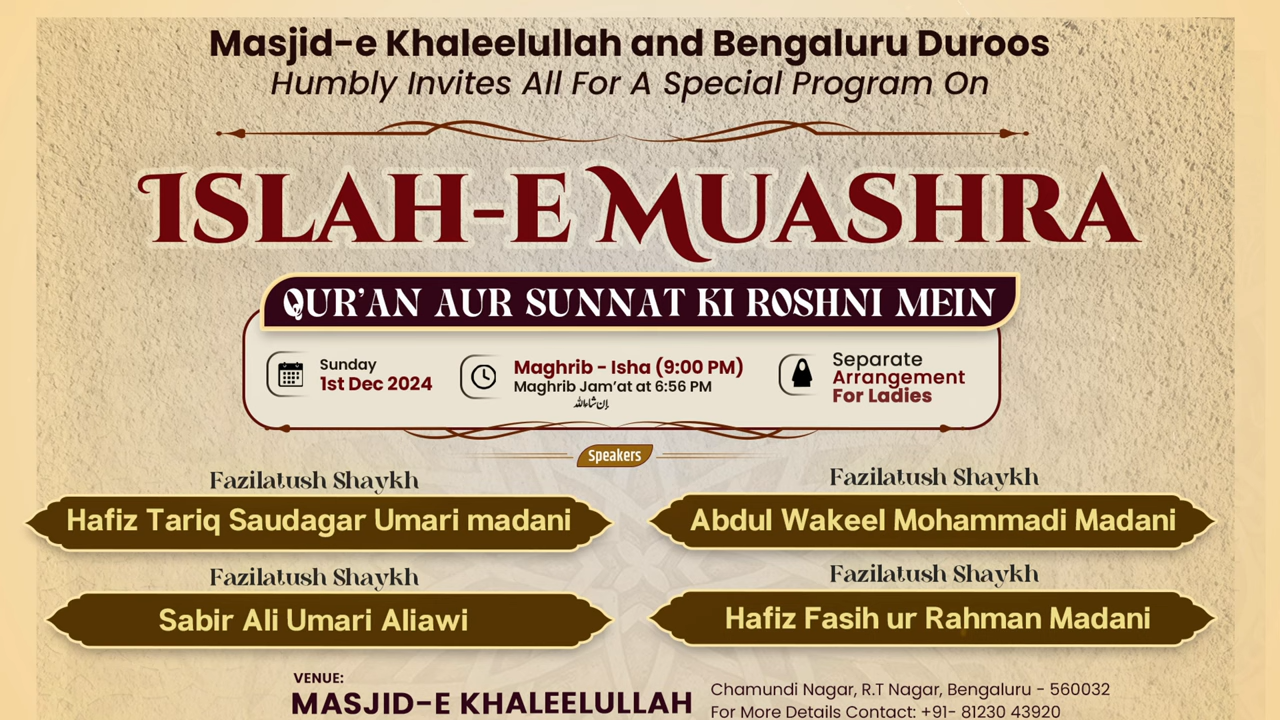 Masjid-e Khaleelullah and Bengaluru Duroos
Humbly Invites All For A Special Program On
ISLAH-E MUASHRA
QUR'AN AUR SUNNAT KI ROSHNI MEIN
Sunday
1st Dec 2024
Maghrib - Isha (9:00 PM)
Maghrib Jam'at at 6:56 PM
إن شاءالله
Separate
Arrangement
For Ladies
Speakers
Fazilatush Shaykh
Hafiz Tariq Saudagar Umari madani
Fazilatush Shaykh
Abdul Wakeel Mohammadi Madani
Fazilatush Shaykh
Sabir Ali Umari Aliawi
Fazilatush Shaykh
Hafiz Fasih ur Rahman Madani
VENUE:
MASJID-E KHALEELULLAH
Chamundi Nagar, R.T Nagar, Bengaluru - 560032
For More Details Contact: +91- 81230 43920